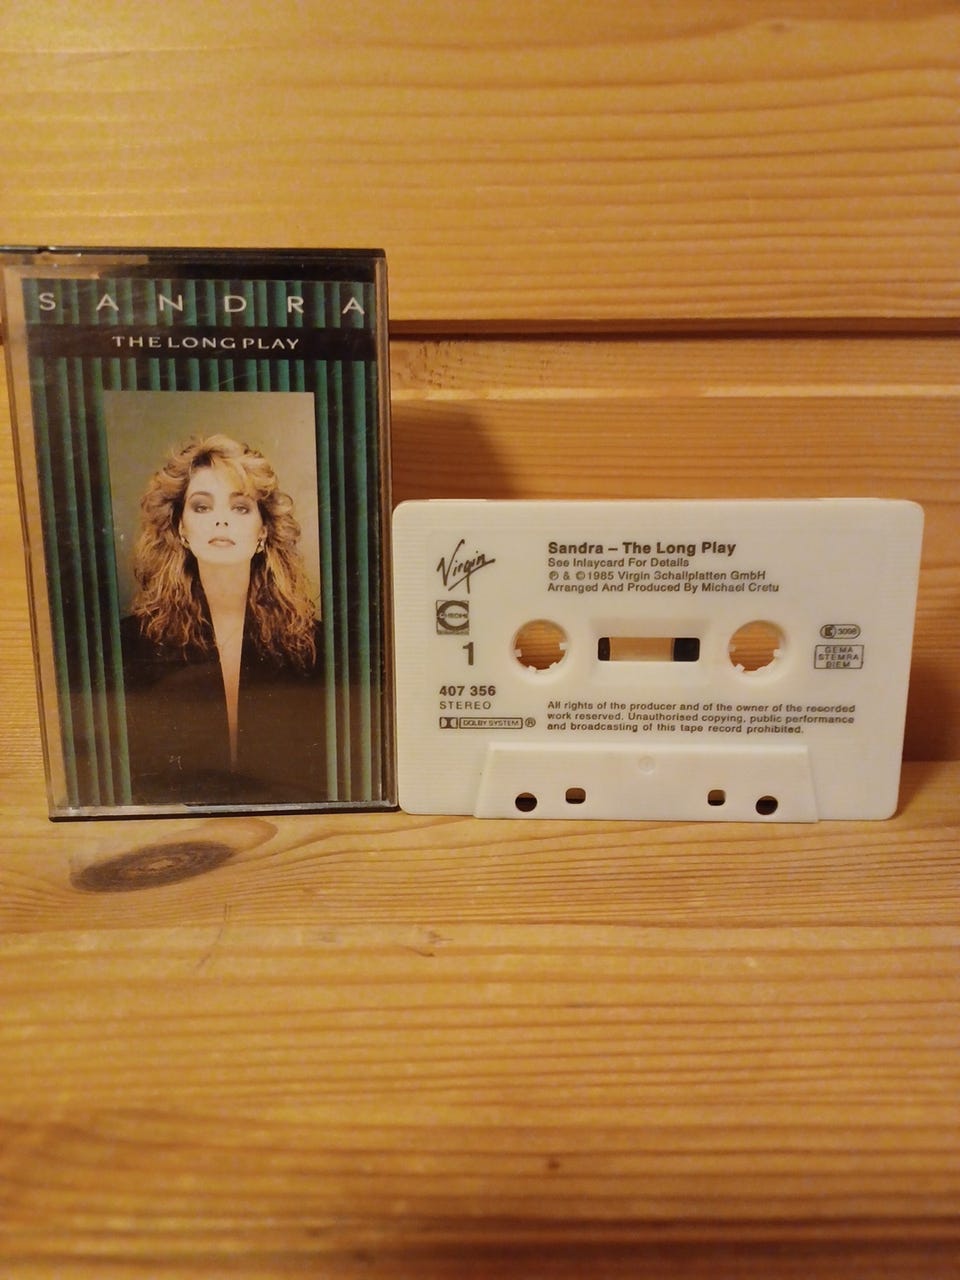 SANDRA
THE LONG PLAY
Virgin
Sandra – The Long Play
See Inlaycard For Details
℗ & © 1985 Virgin Schallplatten GmbH
Arranged And Produced By Michael Cretu
CHROME
1
3098
GEMA
STEMRA
BIEM
407 356
STEREO
DOLBY SYSTEM ®
All rights of the producer and of the owner of the recorded
work reserved. Unauthorised copying, public performance
and broadcasting of this tape record prohibited.